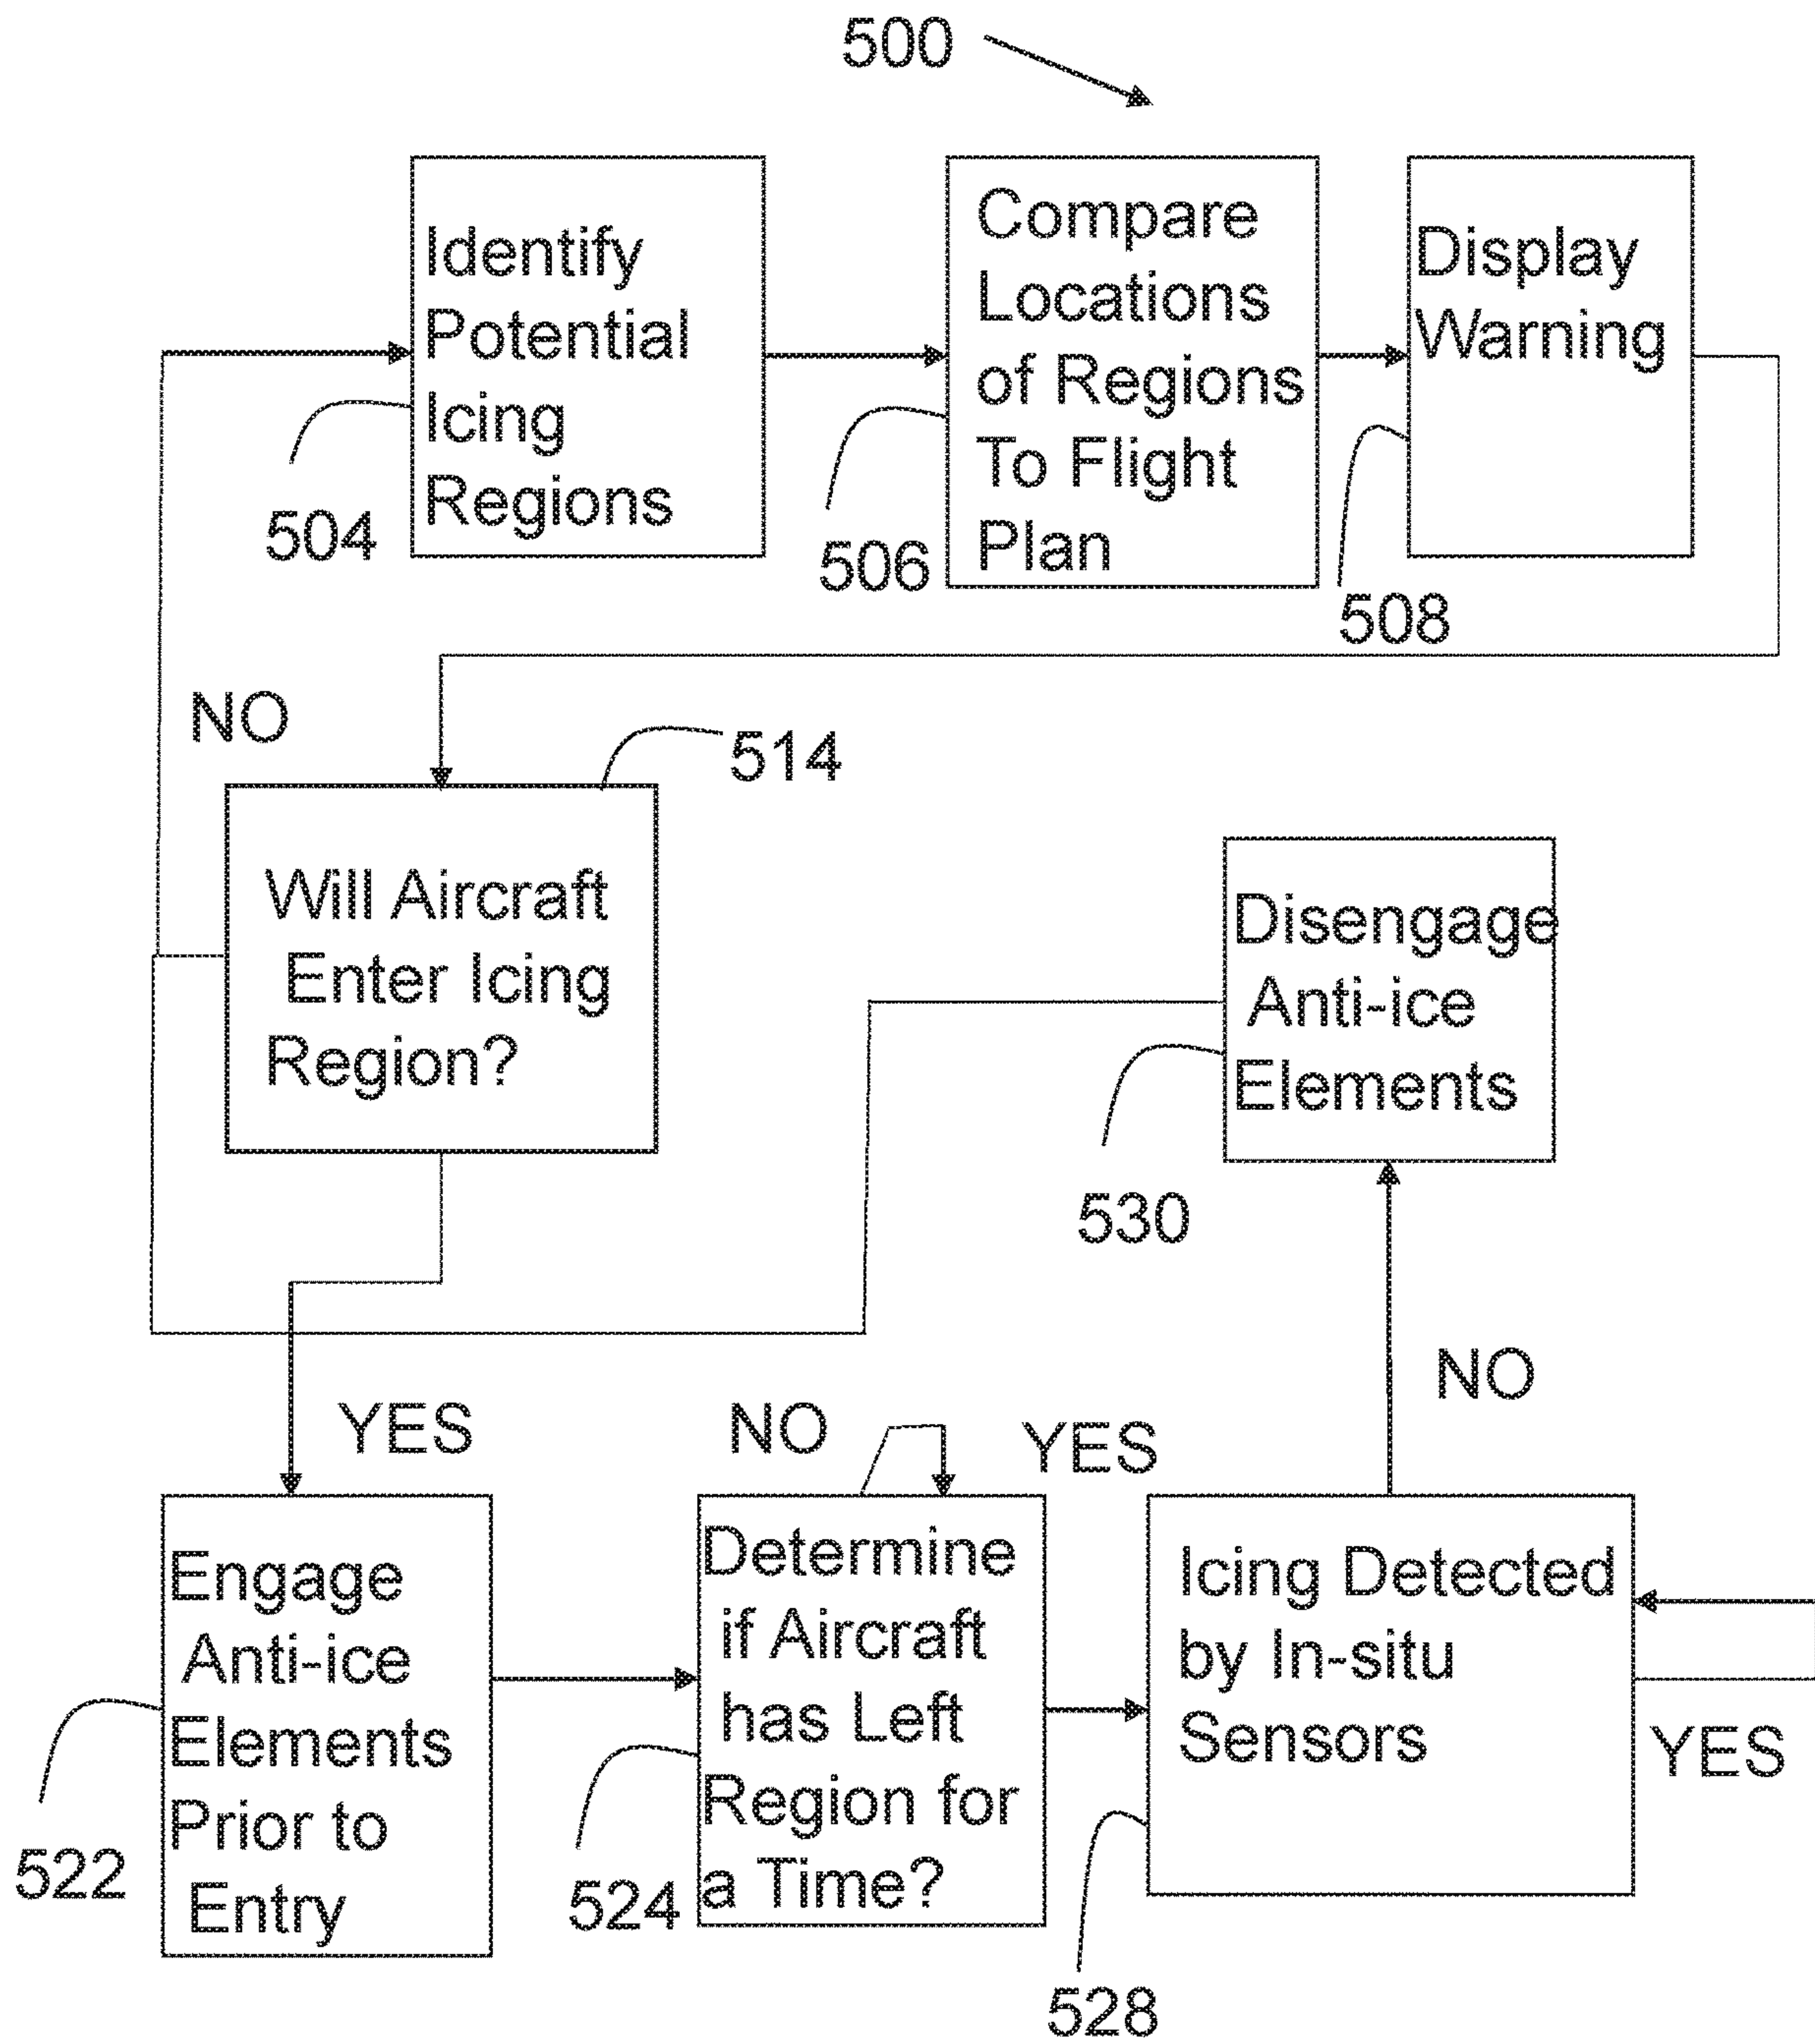 500
Identify
Potential
Icing
Regions
504
Compare
Locations
of Regions
To Flight
Plan
506
Display
Warning
508
NO
514
Will Aircraft
Enter Icing
Region?
Disengage
Anti-ice
Elements
530
NO
YES
NO
YES
Engage
Anti-ice
Elements
Prior to
Entry
522
Determine
if Aircraft
has Left
Region for
a Time?
524
Icing Detected
by In-situ
Sensors
YES
528